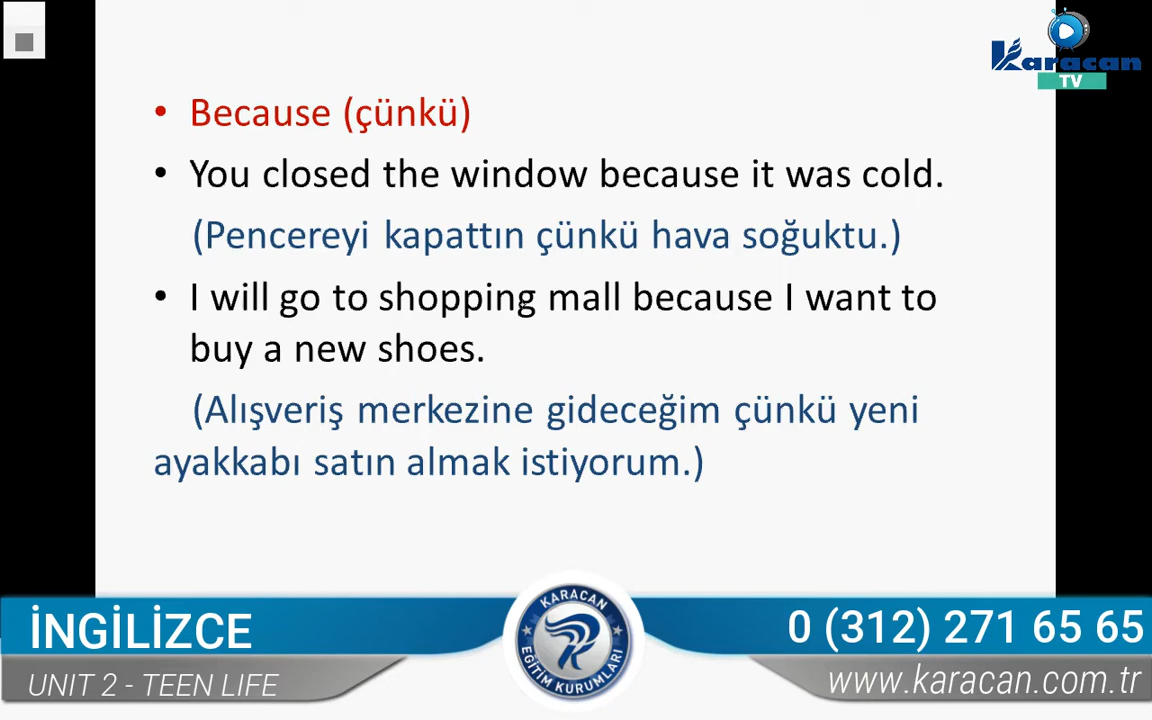 Karacan
TV
• Because (çünkü)
• You closed the window because it was cold.
(Pencereyi kapattın çünkü hava soğuktu.)
• I will go to shopping mall because I want to
buy a new shoes.
(Alışveriş merkezine gideceğim çünkü yeni
ayakkabı satın almak istiyorum.)
İNGİLİZCE
UNIT 2 - TEEN LIFE
KARACAN
EĞİTİM KURUMLARI
0 (312) 271 65 65
www.karacan.com.tr